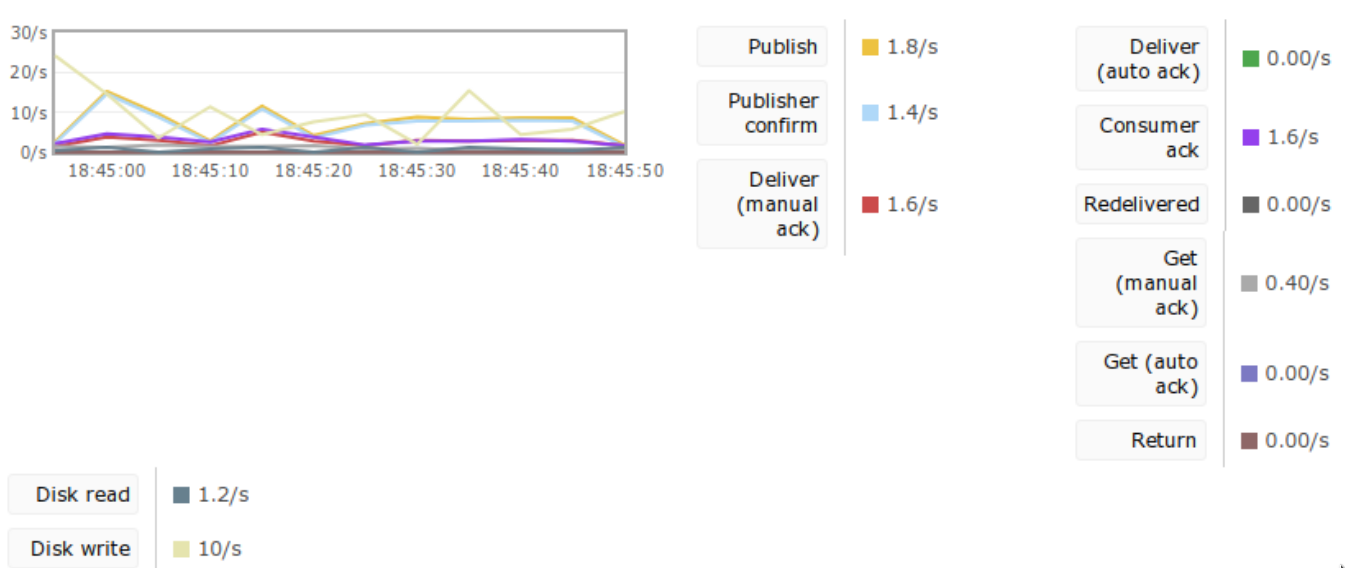 30/s
20/s
10/s
0/s
18:45:00 18:45:10 18:45:20 18:45:30 18:45:40 18:45:50
Publish
1.8/s
Publisher
confirm
1.4/s
Deliver
(manual
ack)
1.6/s
Deliver
(auto ack)
0.00/s
Consumer
ack
1.6/s
Redelivered
0.00/s
Get
(manual
ack)
0.40/s
Get (auto
ack)
0.00/s
Return
0.00/s
Disk read
1.2/s
Disk write
10/s